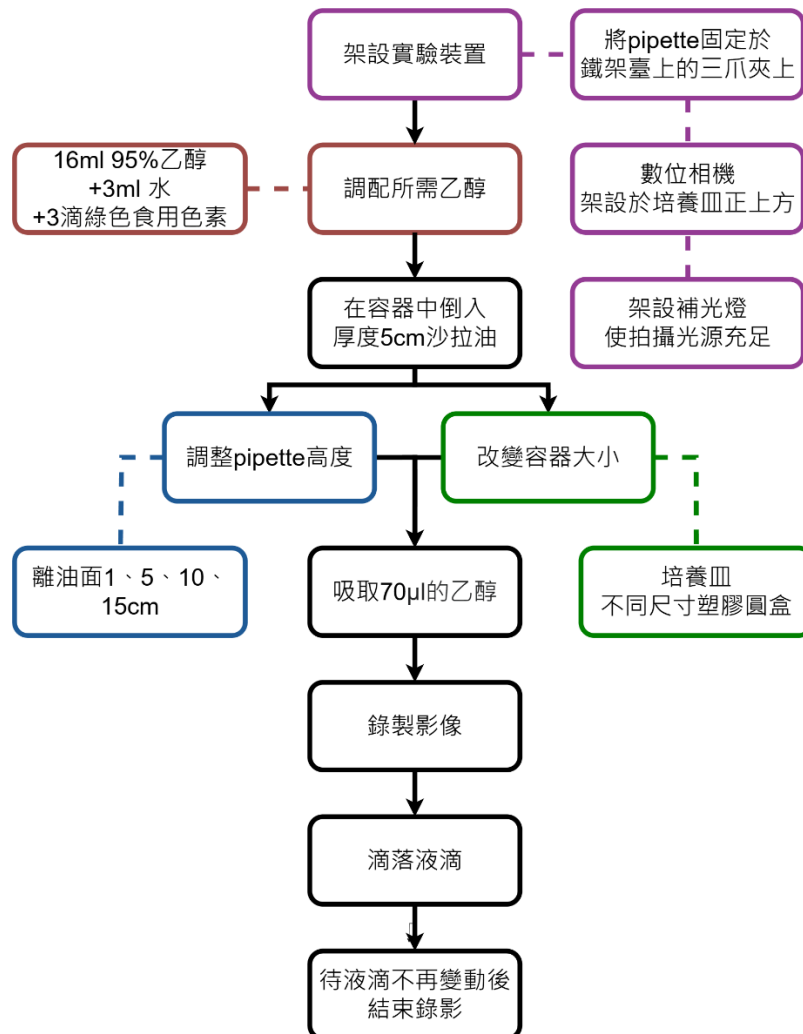 架設實驗裝置
將pipette固定於
鐵架臺上的三爪夾上
16ml 95%乙醇
+3ml 水
+3滴綠色食用色素
調配所需乙醇
數位相機
架設於培養皿正上方
在容器中倒入
厚度5cm沙拉油
架設補光燈
使拍攝光源充足
調整pipette高度
改變容器大小
離油面1、5、10、
15cm
吸取70µl的乙醇
培養皿
不同尺寸塑膠圓盒
錄製影像
滴落液滴
待液滴不再變動後
結束錄影